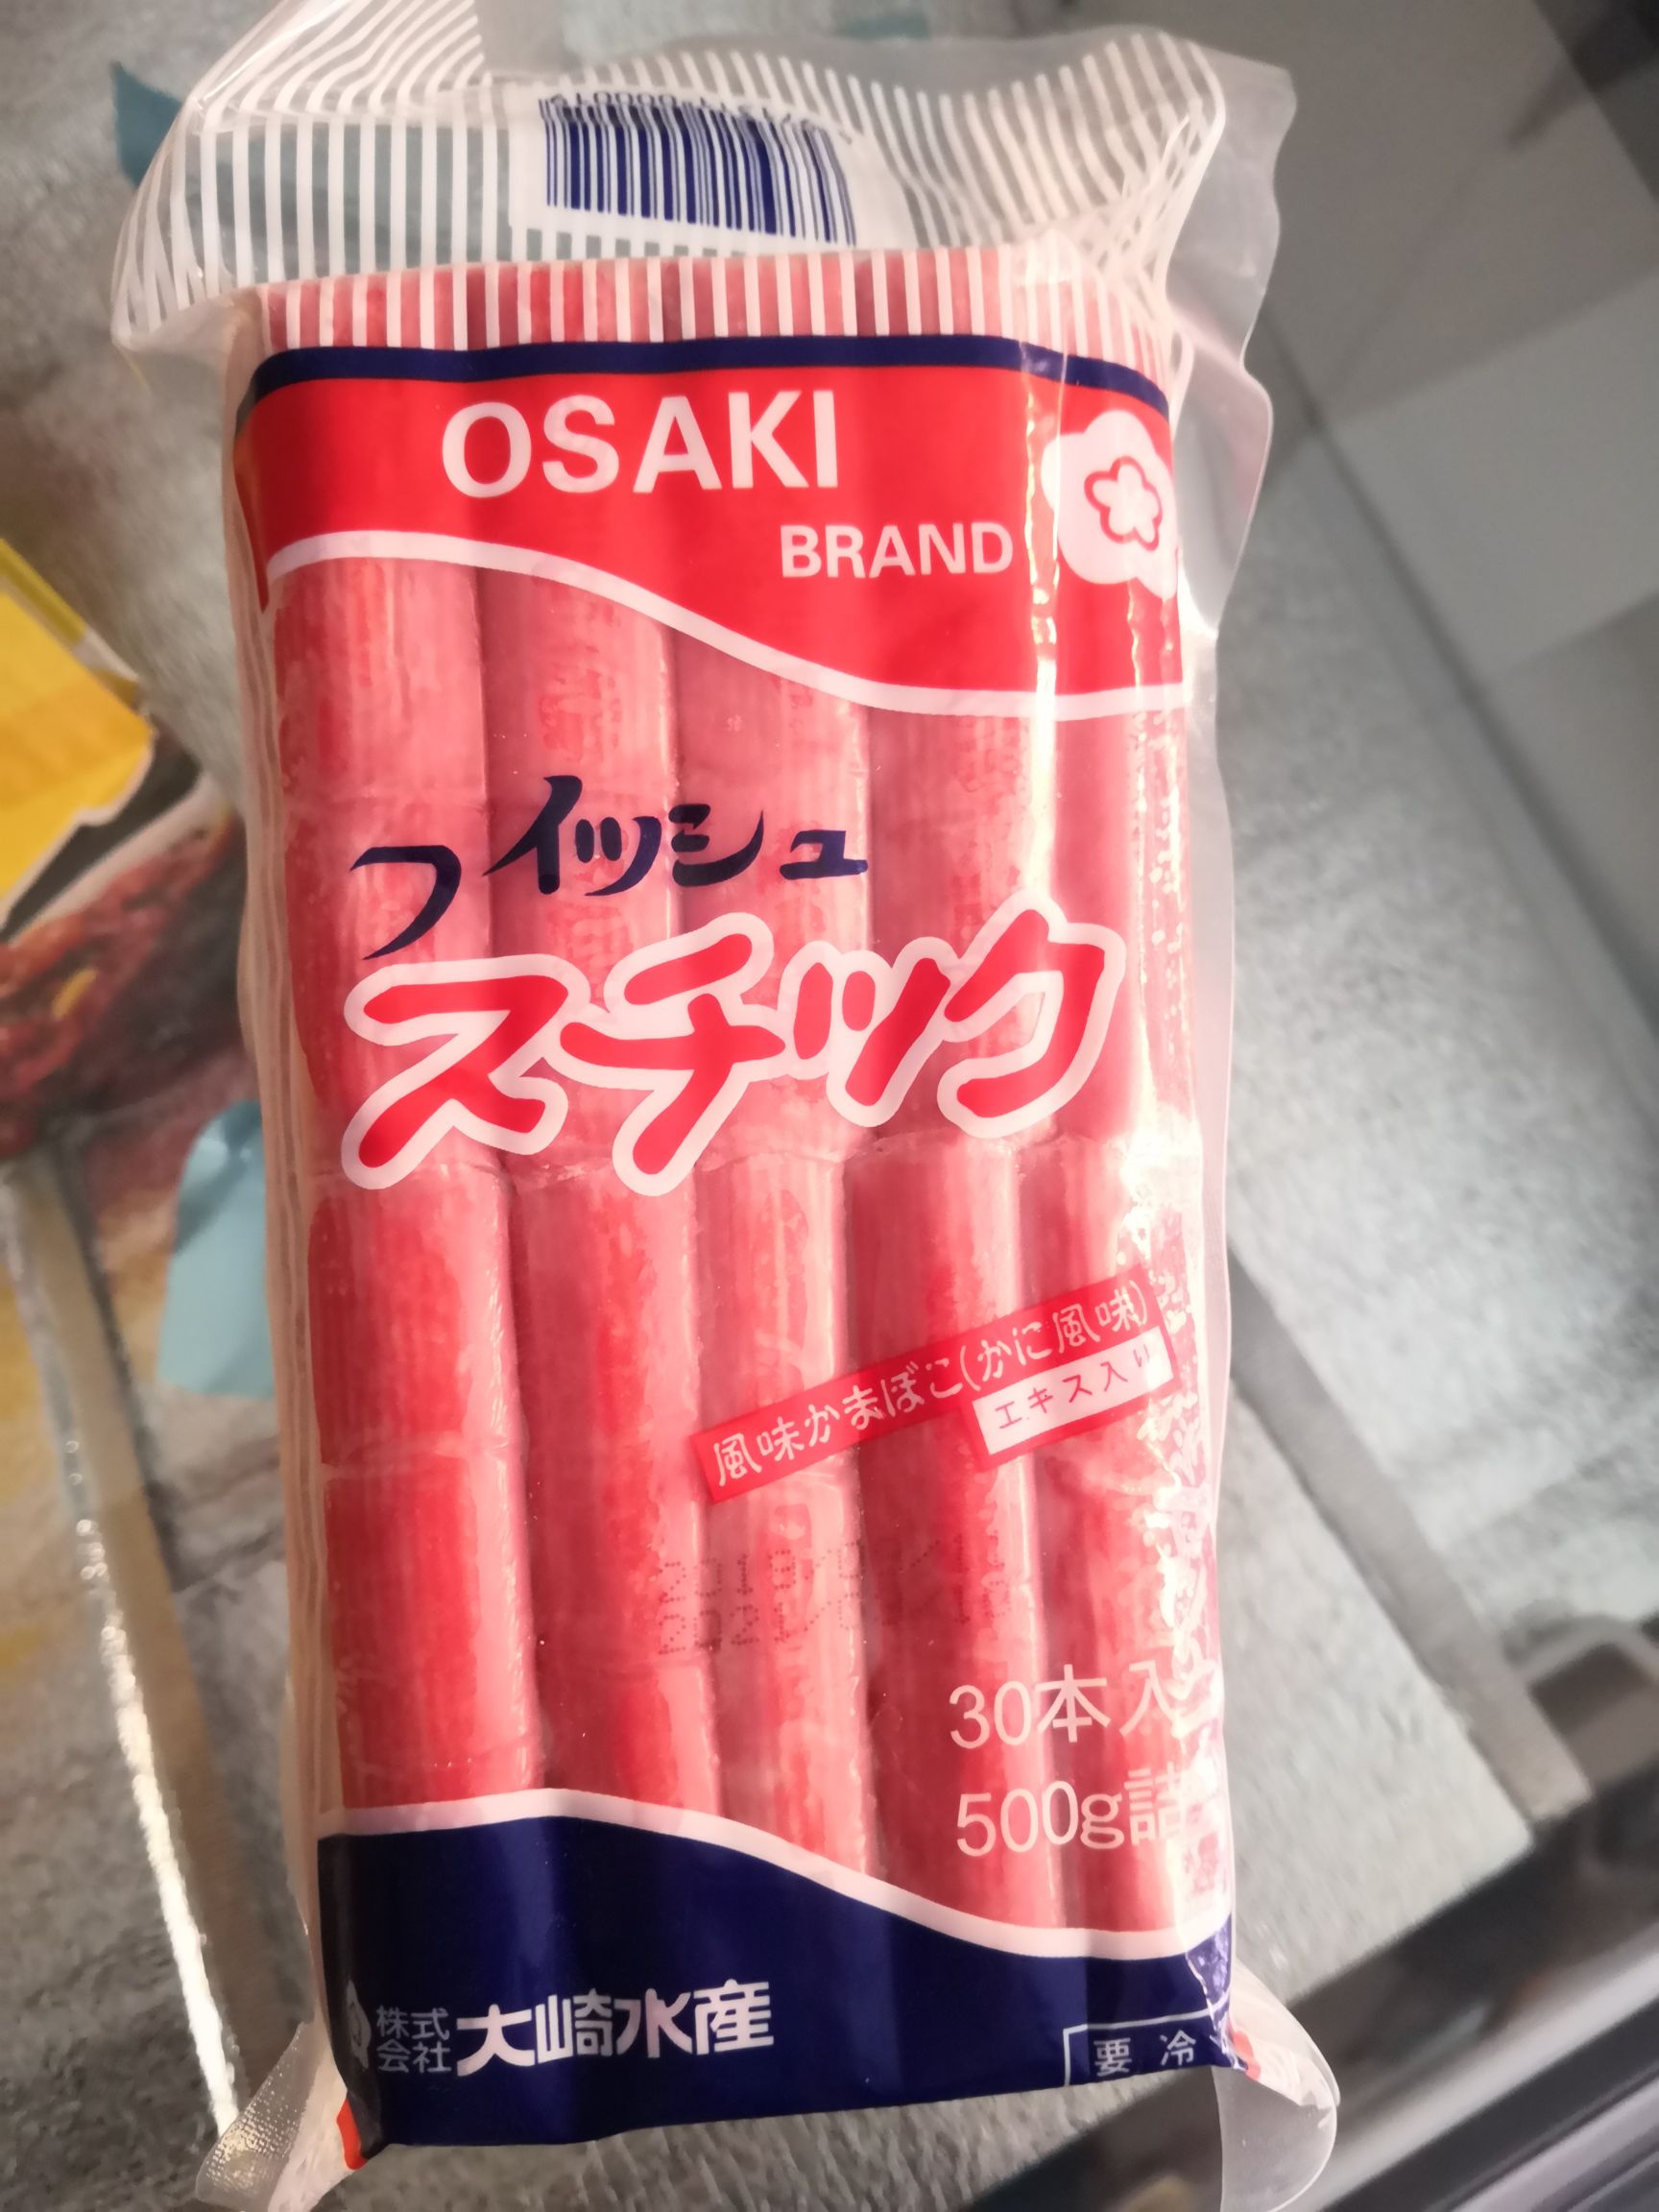 OSAKI
BRAND
フィッシュ
スチック
風味かまぼこ(かに風味)
エキス入り
30本入
500g詰
株式会社 大崎水産
要冷